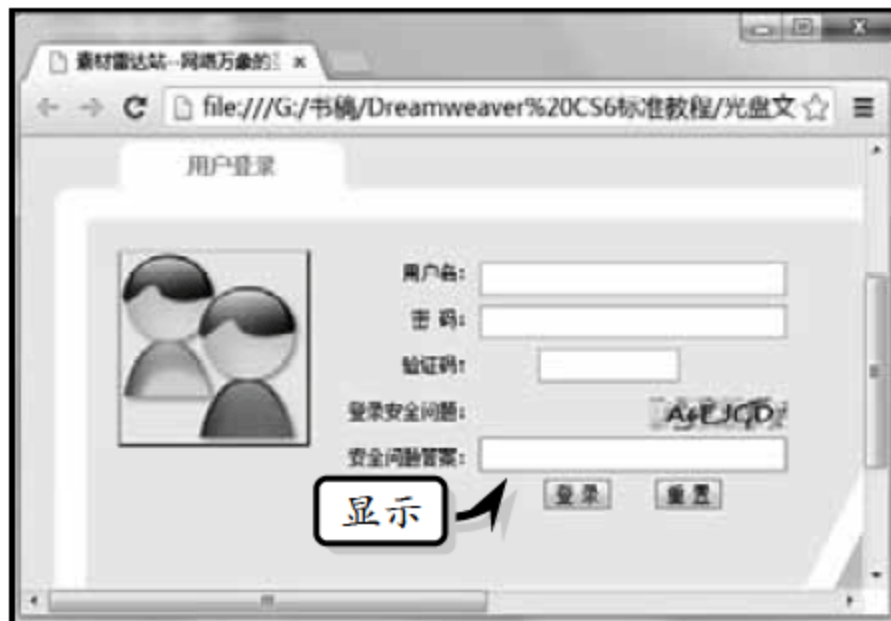 素材雷达站--网络万象的
file:///G:/书稿/Dreamweaver%20CS6标准教程/光盘文
用户登录
用户名:
密 码:
验证码:
登录安全问题:
安全问题答案:
登 录
重 置
显示